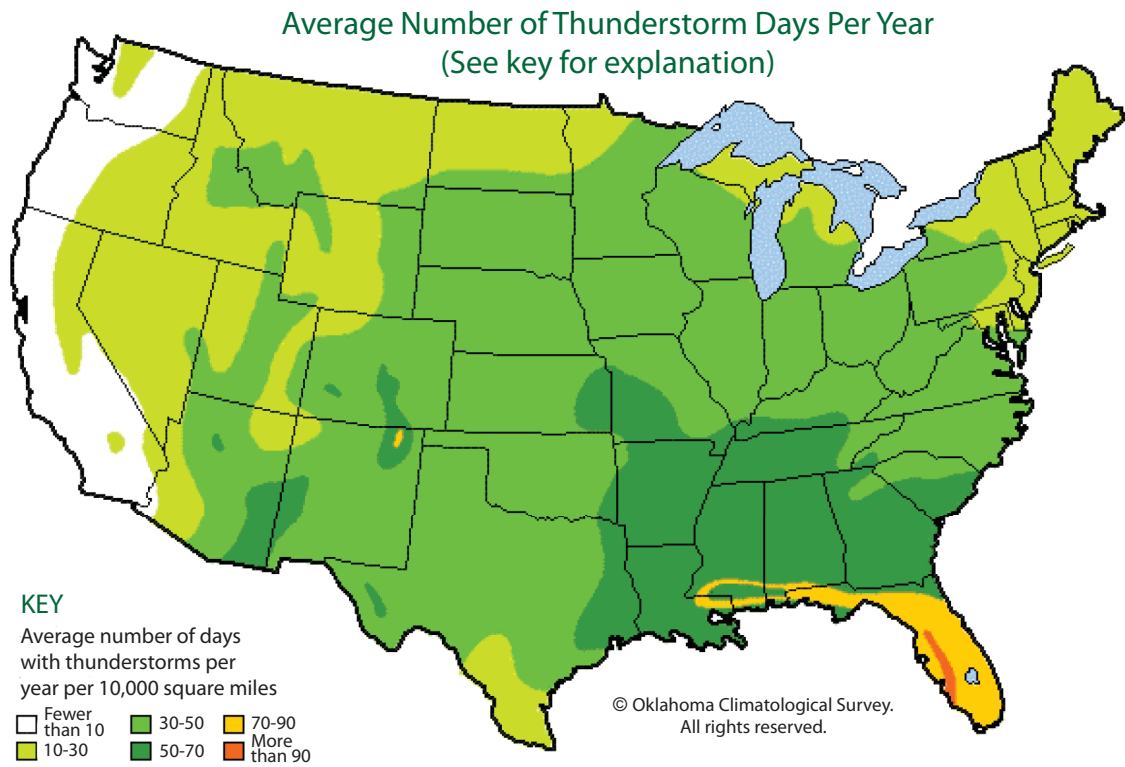 Average Number of Thunderstorm Days Per Year
(See key for explanation)
KEY
Average number of days
with thunderstorms per
year per 10,000 square miles
Fewer
than 10
10-30
30-50
50-70
70-90
More
than 90
© Oklahoma Climatological Survey.
All rights reserved.